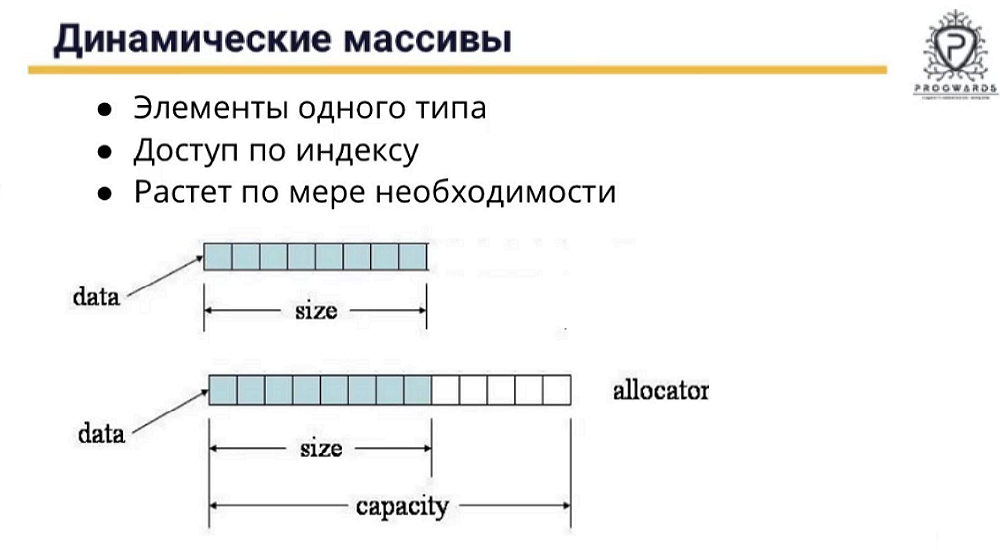 Динамические массивы
PROGWARDS
● Элементы одного типа
● Доступ по индексу
● Растет по мере необходимости
data
size
allocator
data
size
capacity